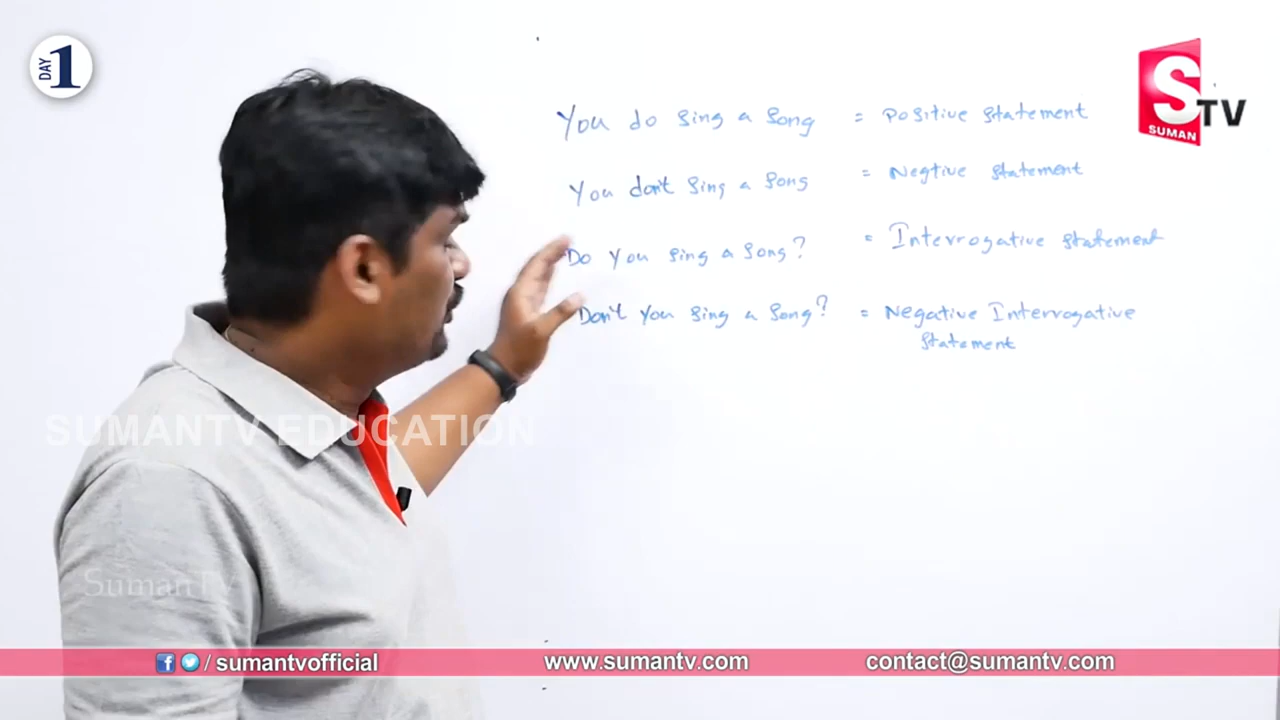 DAY 1
S TV
SUMAN
You do sing a song = Positive statement
You don't sing a song = Negtive statement
Do you sing a song? = Interrogative statement
Don't you sing a song? = Negative Interrogative
statement
SUMANTV EDUCATION
SumanTV
/ sumantvofficial
www.sumantv.com
contact@sumantv.com